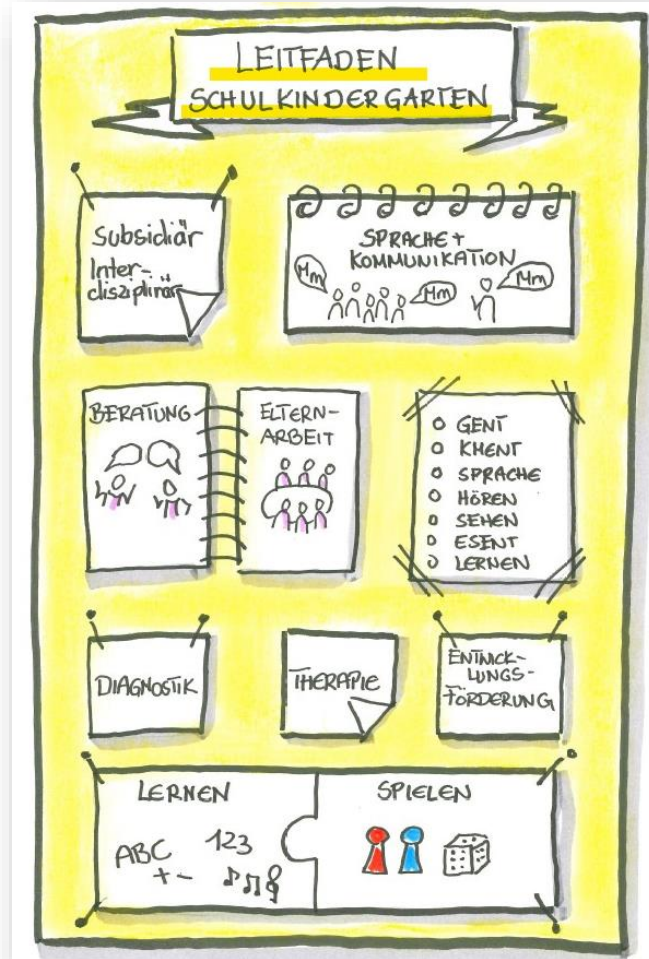 LEITFADEN
SCHULKINDERGARTEN
Subsidiär
Inter-
disziplinär
SPRACHE +
KOMMUNIKATION
Mm
Mm
Mm
BERATUNG
ELTERN-
ARBEIT
GENT
KMENT
SPRACHE
HÖREN
SEHEN
ESENT
LERNEN
DIAGNOSTIK
THERAPIE
ENTWICK-
LUNGS-
FÖRDERUNG
LERNEN
SPIELEN
ABC 123
+ -